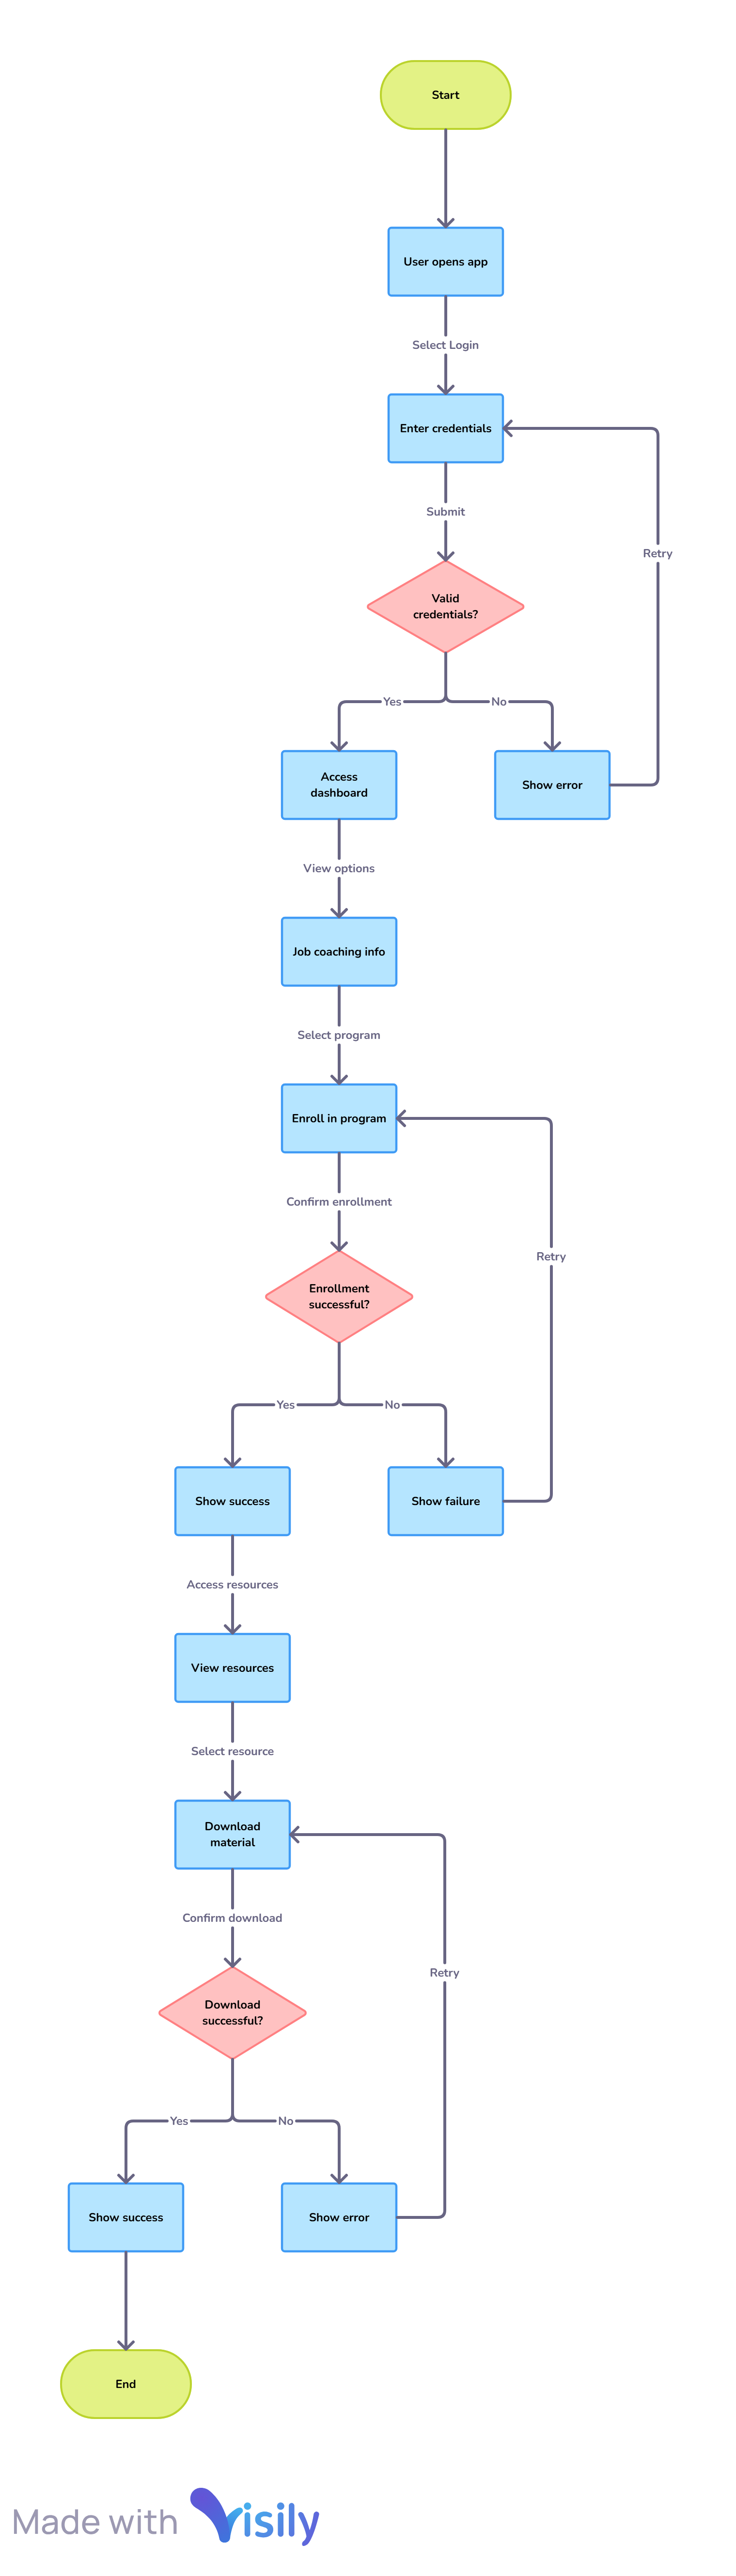 Start
User opens app
Select Login
Enter credentials
Submit
Retry
Valid
credentials?
Yes
No
Access
dashboard
Show error
View options
Job coaching info
Select program
Enroll in program
Confirm enrollment
Retry
Enrollment
successful?
Yes
No
Show success
Show failure
Access resources
View resources
Select resource
Download
material
Confirm download
Retry
Download
successful?
Yes
No
Show success
Show error
End
Made with Visily